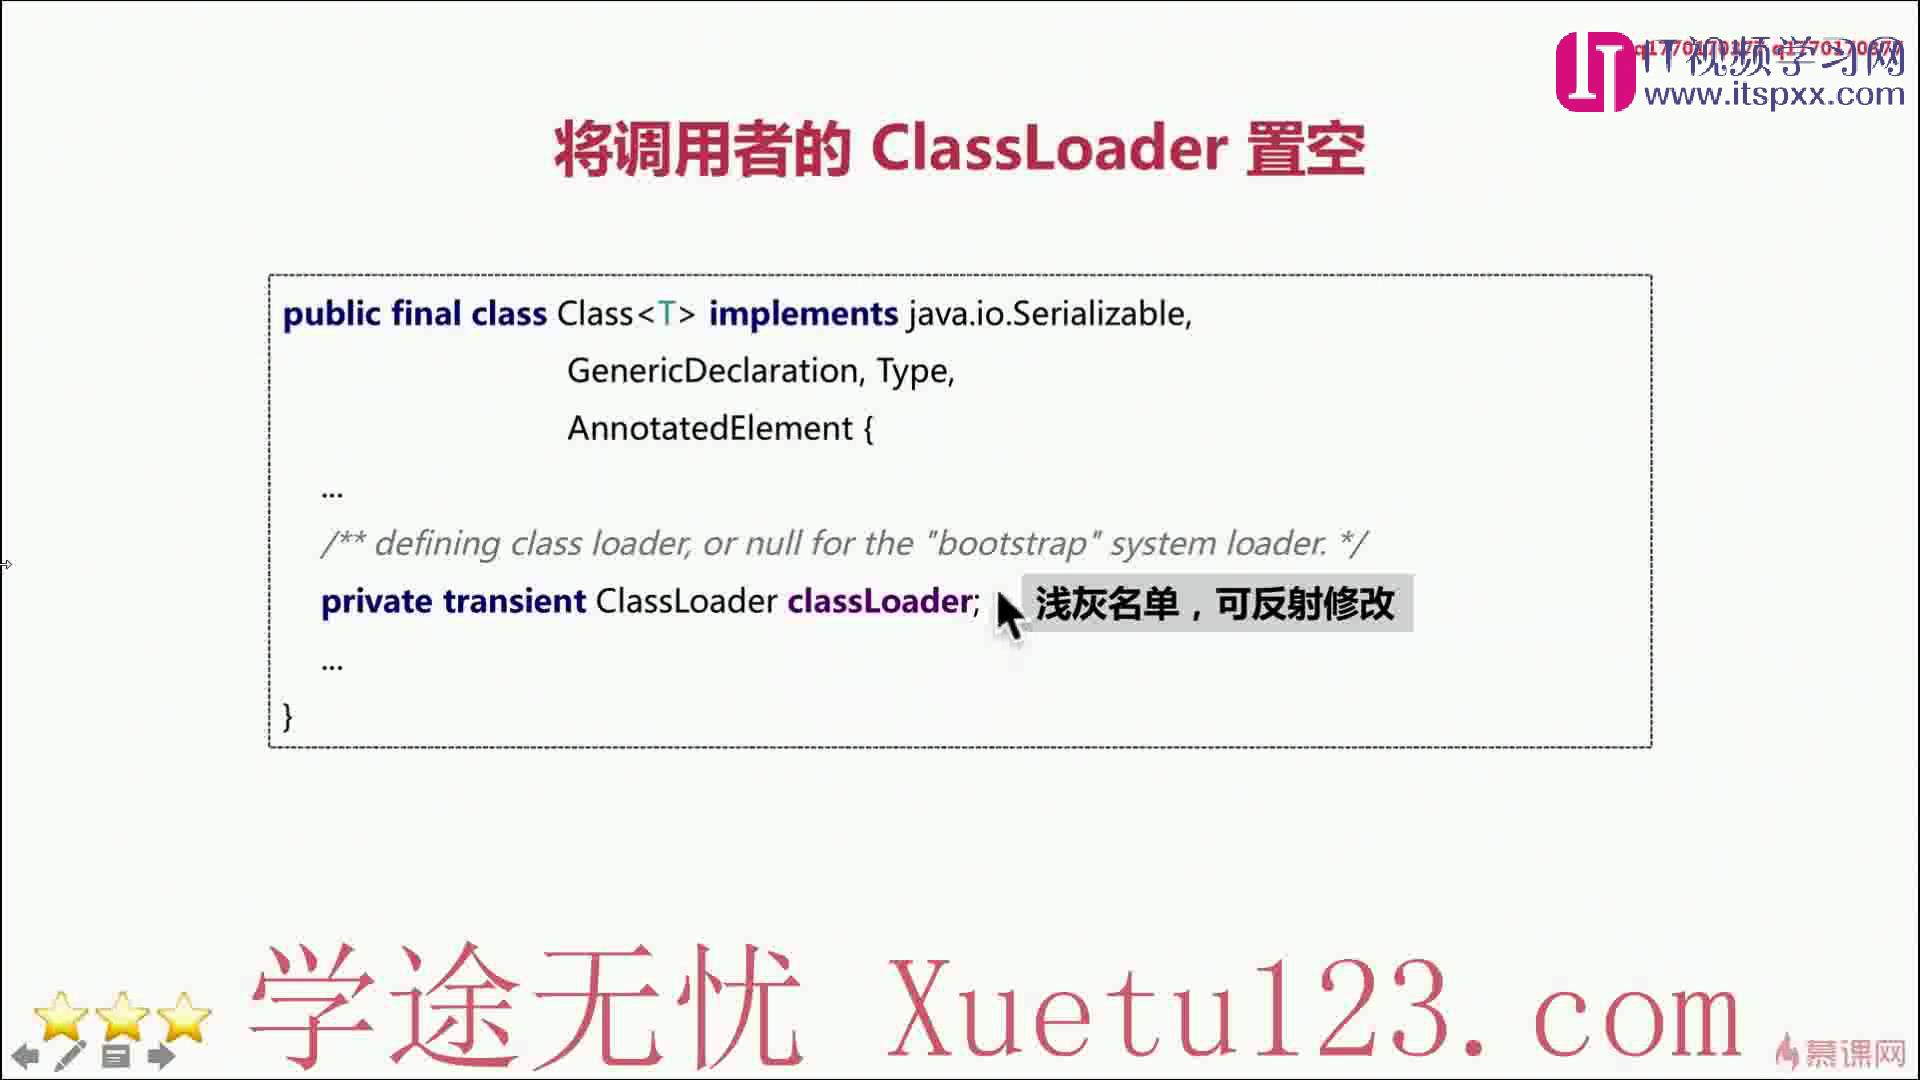 IT视频学习网
www.itspxx.com
将调用者的 ClassLoader 置空
public final class Class<T> implements java.io.Serializable,
GenericDeclaration, Type,
AnnotatedElement {
...
/** defining class loader, or null for the "bootstrap" system loader. */
private transient ClassLoader classLoader; 浅灰名单，可反射修改
...
}
学途无忧 Xuetu123.com
慕课网